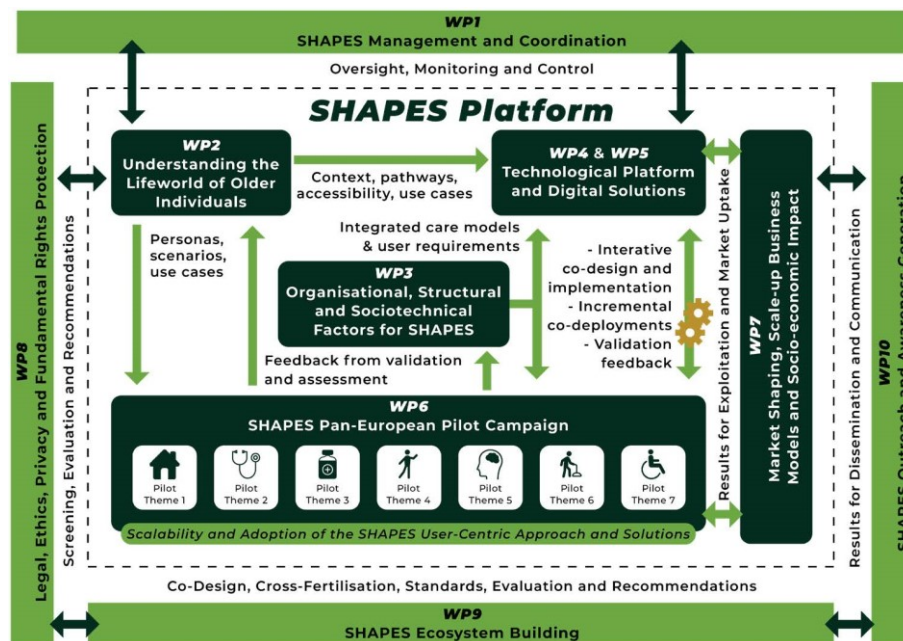 WP1
SHAPES Management and Coordination
Oversight, Monitoring and Control
SHAPES Platform
WP2
Understanding the
Lifeworld of Older
Individuals
Context, pathways,
accessibility, use cases
WP4 & WP5
Technological Platform
and Digital Solutions
Personas,
scenarios,
use cases
Integrated care models
& user requirements
WP3
Organisational, Structural
and Sociotechnical
Factors for SHAPES
- Interative
co-design and
implementation
- Incremental
co-deployments
- Validation
feedback
Feedback from validation
and assessment
WP6
SHAPES Pan-European Pilot Campaign
Pilot
Theme 1
Pilot
Theme 2
Pilot
Theme 3
Pilot
Theme 4
Pilot
Theme 5
Pilot
Theme 6
Pilot
Theme 7
Scalability and Adoption of the SHAPES User-Centric Approach and Solutions
Results for Exploitation and Market Uptake
WP7
Market Shaping, Scale-up Business
Models and Socio-economic Impact
WP8
Legal, Ethics, Privacy and Fundamental Rights Protection
Screening, Evaluation and Recommendations
Results for Dissemination and Communication
WP10
SHAPES Outreach and Awareness Generation
Co-Design, Cross-Fertilisation, Standards, Evaluation and Recommendations
WP9
SHAPES Ecosystem Building